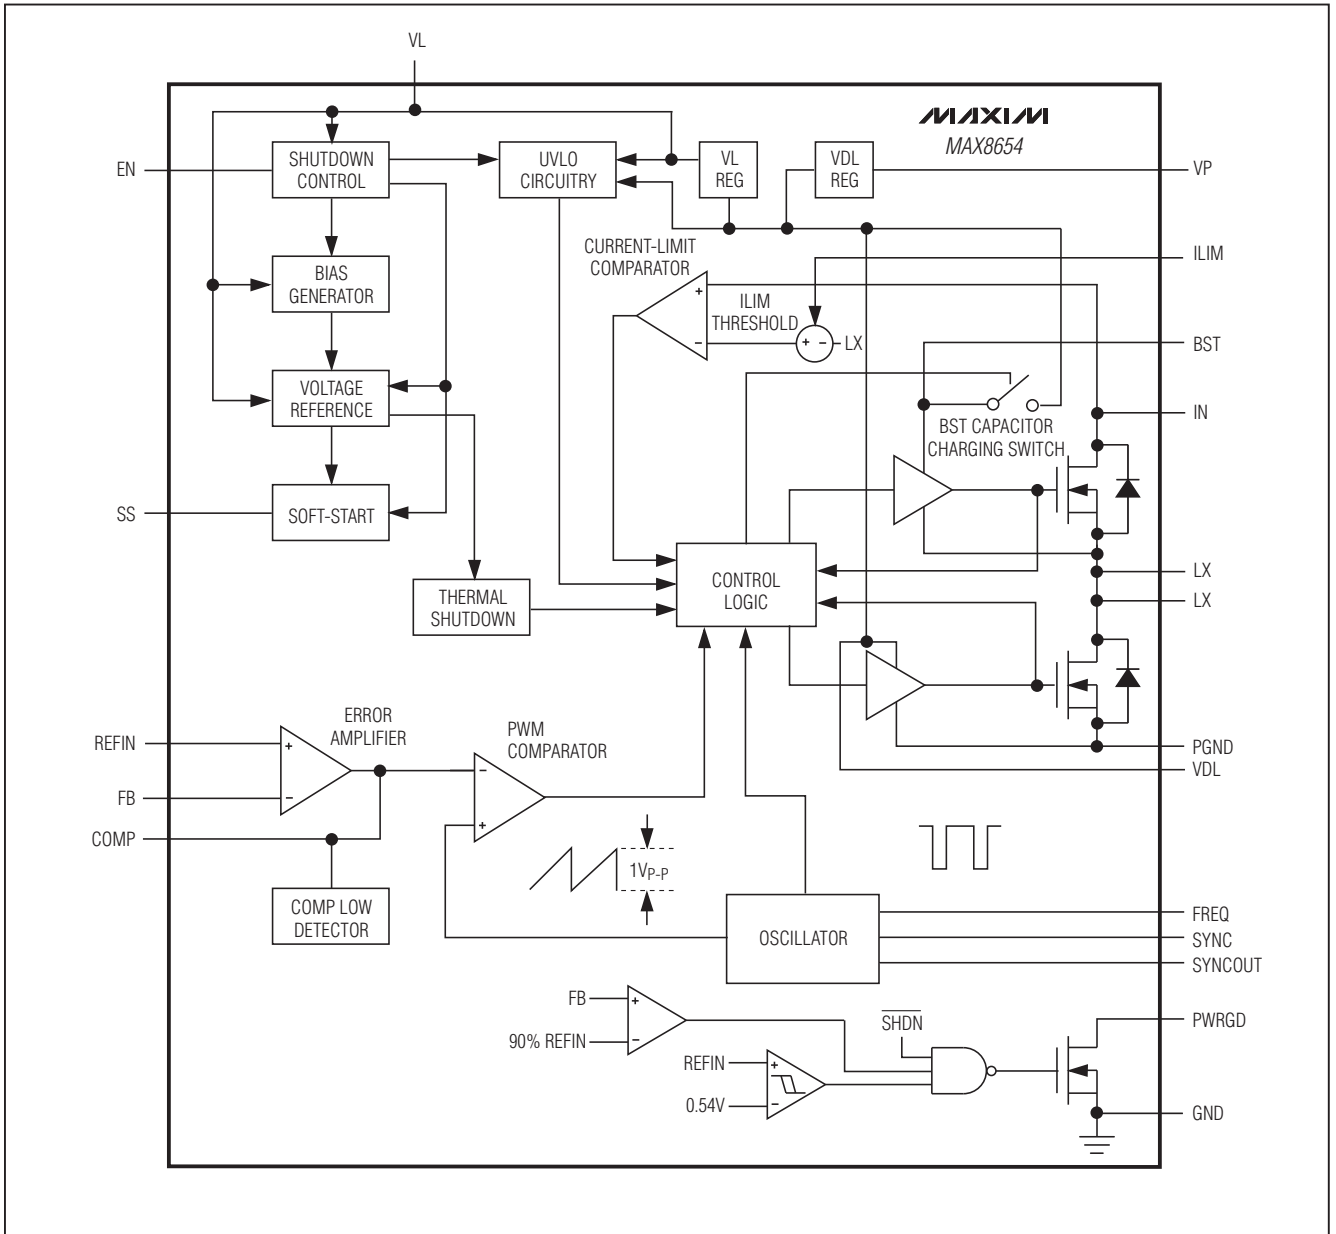 VL
MAXIM
MAX8654
EN
SHUTDOWN
CONTROL
UVLO
CIRCUITRY
VL
REG
VDL
REG
VP
CURRENT-LIMIT
COMPARATOR
ILIM
BIAS
GENERATOR
+
ILIM
THRESHOLD
−
+ −
LX
BST
VOLTAGE
REFERENCE
IN
BST CAPACITOR
CHARGING SWITCH
SS
SOFT-START
THERMAL
SHUTDOWN
CONTROL
LOGIC
LX
LX
ERROR
AMPLIFIER
PWM
COMPARATOR
REFIN
+
PGND
VDL
−
FB
−
+
COMP
1VP-P
COMP LOW
DETECTOR
OSCILLATOR
FREQ
SYNC
SYNCOUT
FB
+
90% REFIN
−
SHDN
PWRGD
REFIN
+
0.54V
−
GND